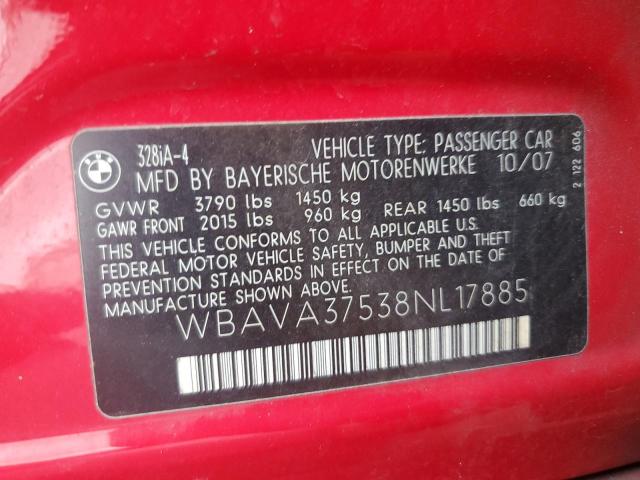 BMW
328iA-4 VEHICLE TYPE: PASSENGER CAR
MFD BY BAYERISCHE MOTORENWERKE 10/07
GVWR 3790 lbs 1450 kg
GAWR FRONT 2015 lbs 960 kg REAR 1450 lbs 660 kg
THIS VEHICLE CONFORMS TO ALL APPLICABLE U.S.
FEDERAL MOTOR VEHICLE SAFETY, BUMPER AND THEFT
PREVENTION STANDARDS IN EFFECT ON THE DATE OF
MANUFACTURE SHOWN ABOVE.
WBAVA37538NL17885
2 122 606